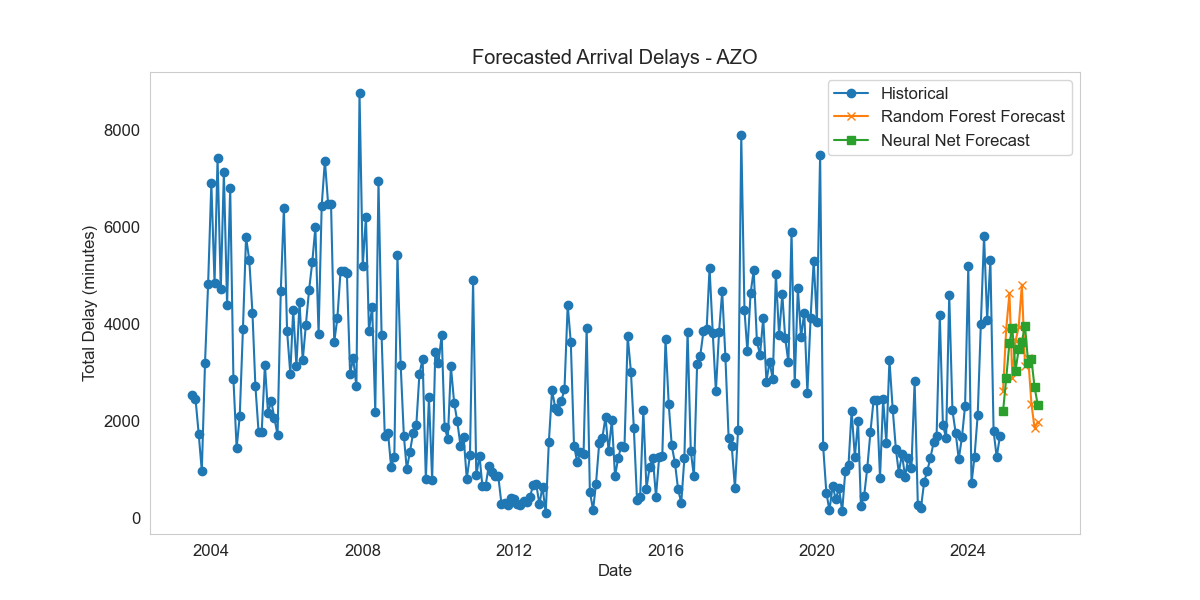 Forecasted Arrival Delays - AZO
Historical
Random Forest Forecast
Neural Net Forecast
Total Delay (minutes)
8000
6000
4000
2000
0
2004 2008 2012 2016 2020 2024
Date